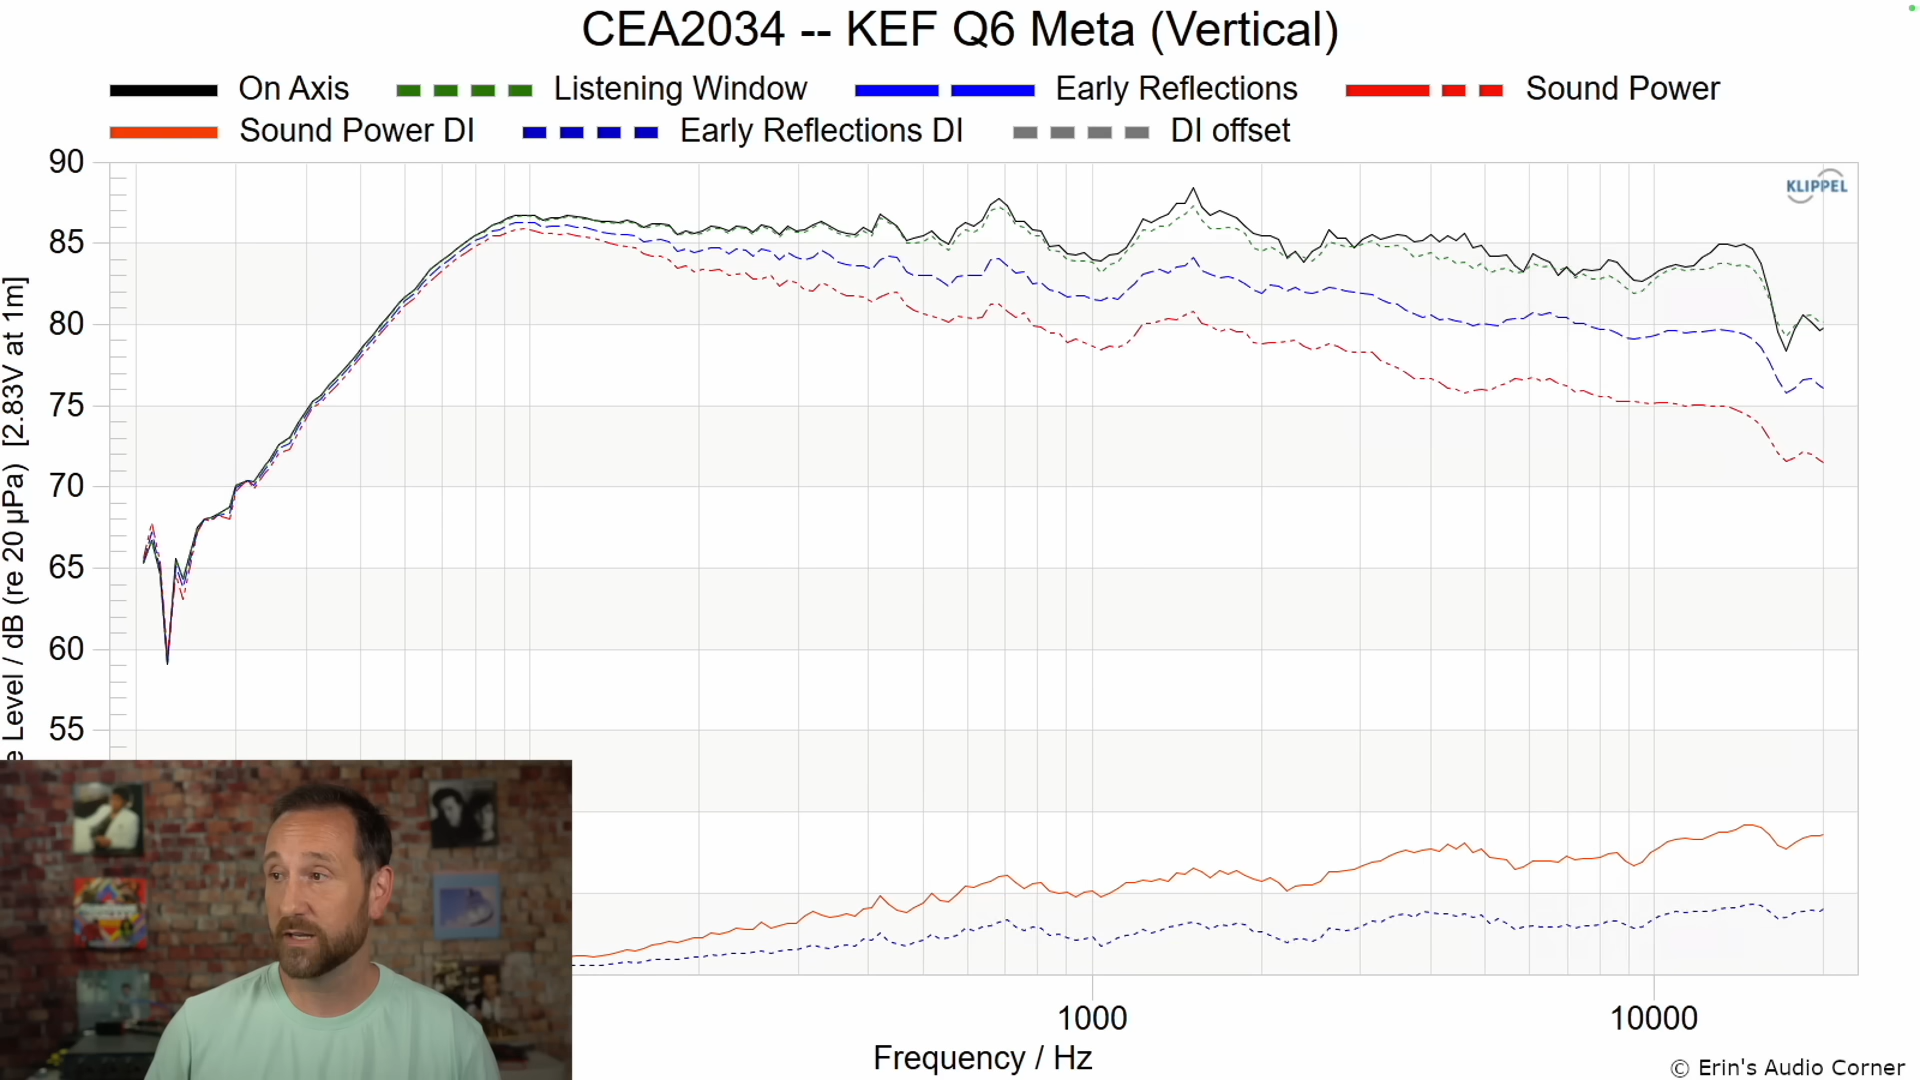 CEA2034 -- KEF Q6 Meta (Vertical)
On Axis Listening Window Early Reflections Sound Power
Sound Power DI Early Reflections DI DI offset
90
KLIPPEL
85
80
75
70
65
60
55
e Level / dB (re 20 µPa) [2.83V at 1m]
1000 10000
Frequency / Hz
© Erin's Audio Corner